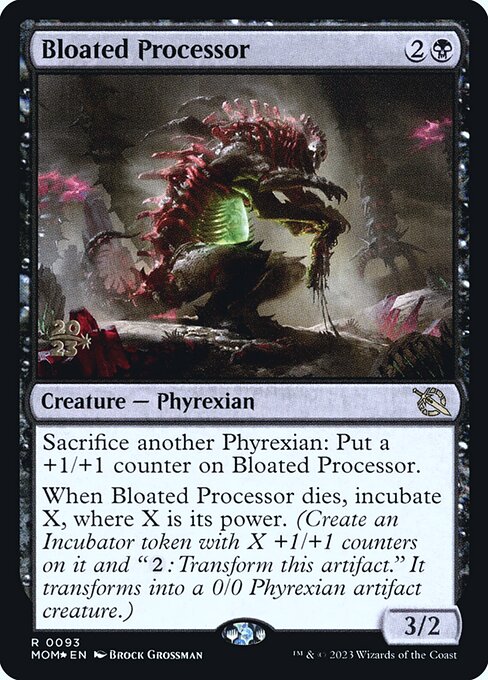 Bloated Processor 2
20
23
Creature — Phyrexian
Sacrifice another Phyrexian: Put a
+1/+1 counter on Bloated Processor.
When Bloated Processor dies, incubate
X, where X is its power. (Create an
Incubator token with X +1/+1 counters
on it and “2: Transform this artifact.” It
transforms into a 0/0 Phyrexian artifact
creature.)
3/2
R 0093
MOM★EN Brock Grossman
™ & © 2023 Wizards of the Coast